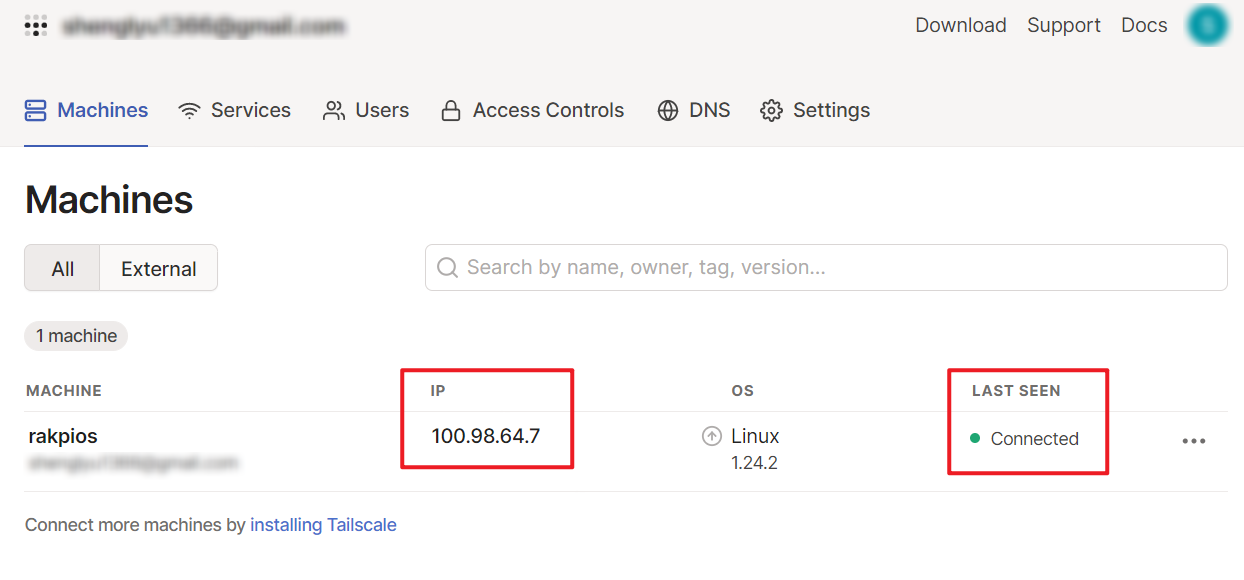 Download Support Docs
Machines Services Users Access Controls DNS Settings
Machines
All External
Search by name, owner, tag, version...
1 machine
MACHINE IP OS LAST SEEN
rakpios 100.98.64.7 Linux Connected
1.24.2
Connect more machines by installing Tailscale